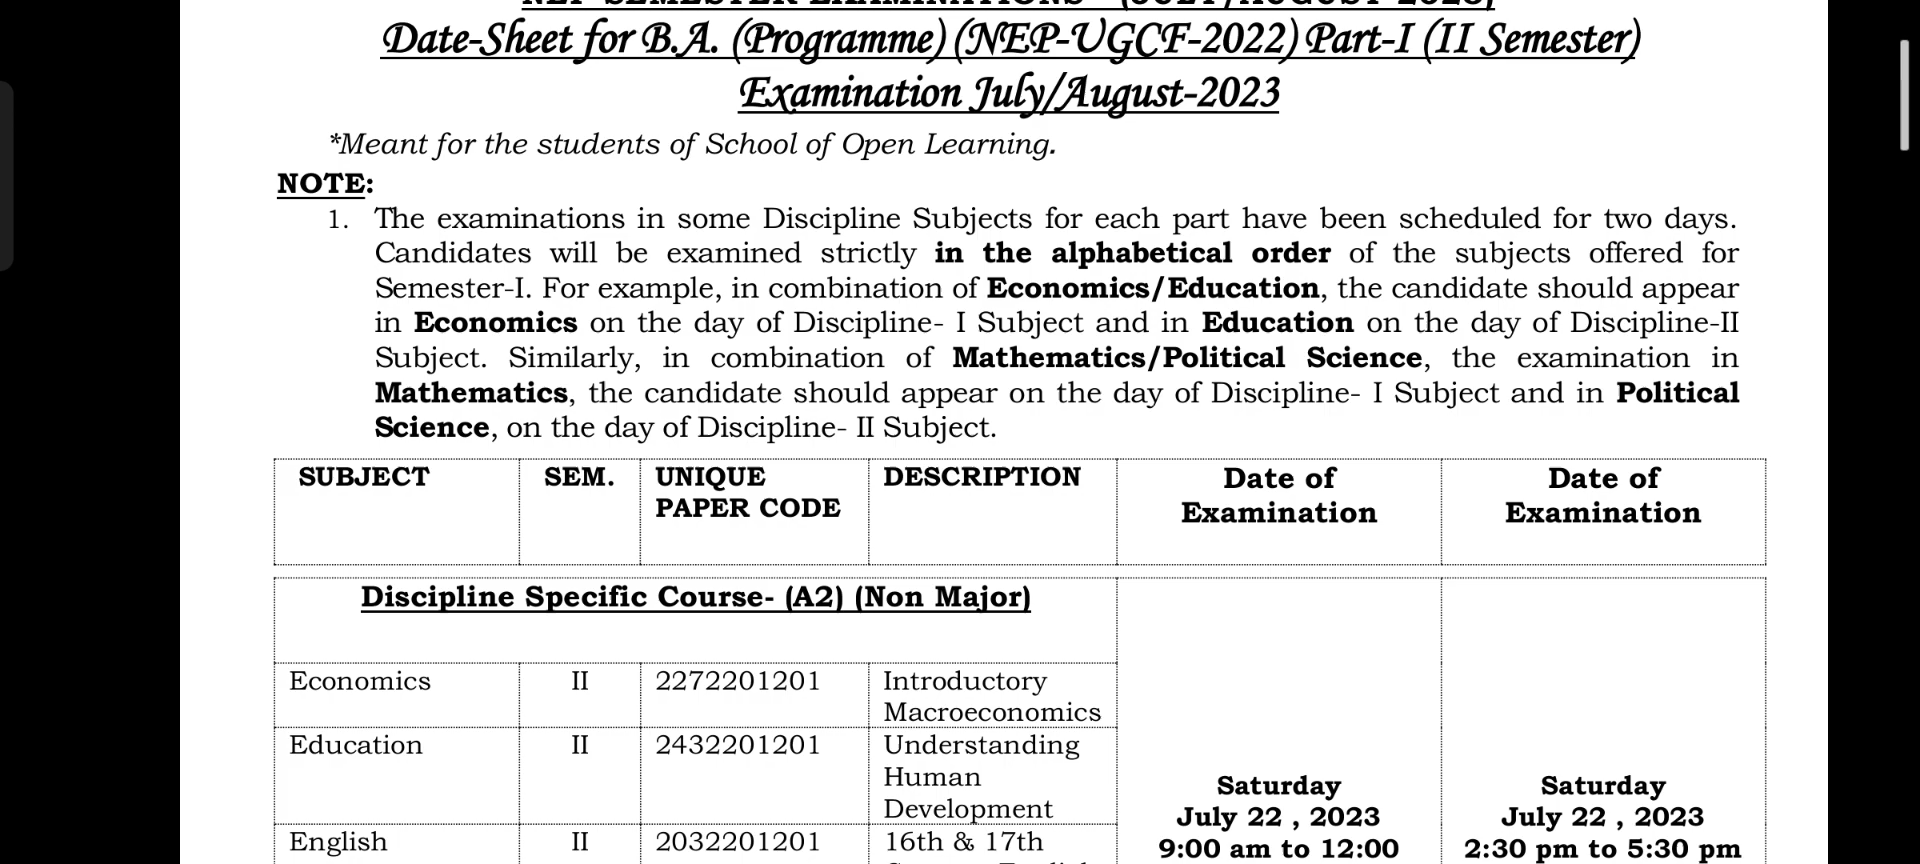 NEP SEMESTER EXAMINATIONS - (JULY/AUGUST-2023)
Date-Sheet for B.A. (Programme) (NEP-UGCF-2022) Part-I (II Semester)
Examination July/August-2023
*Meant for the students of School of Open Learning.
NOTE:
1. The examinations in some Discipline Subjects for each part have been scheduled for two days.
Candidates will be examined strictly in the alphabetical order of the subjects offered for
Semester-I. For example, in combination of Economics/Education, the candidate should appear
in Economics on the day of Discipline- I Subject and in Education on the day of Discipline-II
Subject. Similarly, in combination of Mathematics/Political Science, the examination in
Mathematics, the candidate should appear on the day of Discipline- I Subject and in Political
Science, on the day of Discipline- II Subject.
SUBJECT SEM. UNIQUE DESCRIPTION Date of Date of
PAPER CODE Examination Examination
Discipline Specific Course- (A2) (Non Major)
Economics II 2272201201 Introductory
Macroeconomics
Education II 2432201201 Understanding
Human
Development
English II 2032201201 16th & 17th
Saturday
July 22 , 2023
9:00 am to 12:00
Saturday
July 22 , 2023
2:30 pm to 5:30 pm